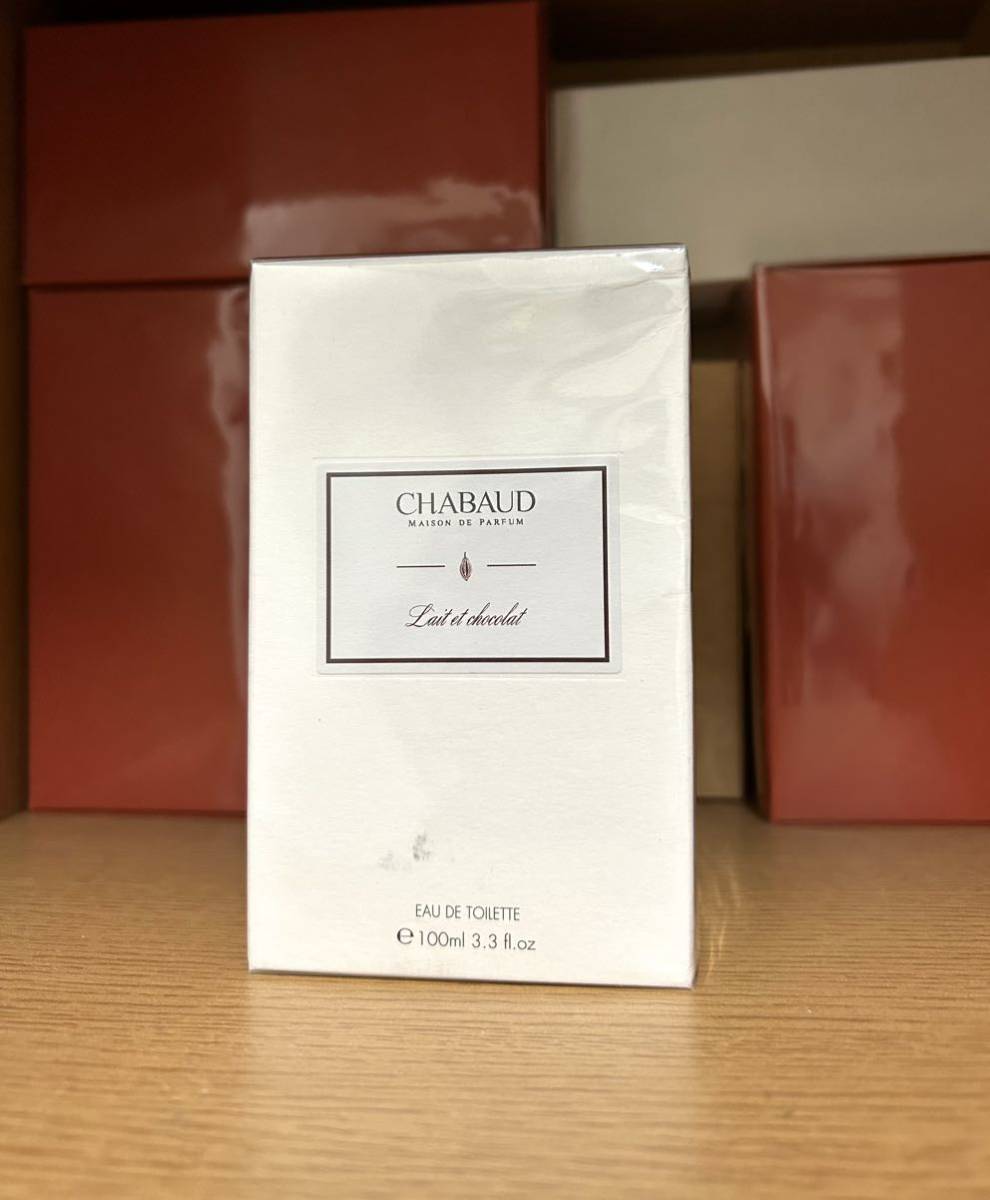 CHABAUD
MAISON DE PARFUM
Lait et chocolat
EAU DE TOILETTE
℮100ml 3.3 fl.oz